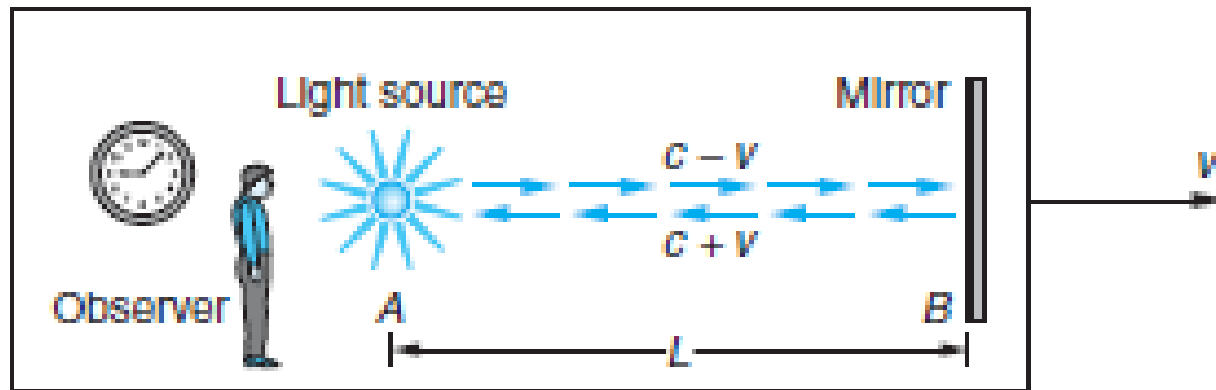 Light source
Mirror
c – v
v
c + v
Observer
A
B
L